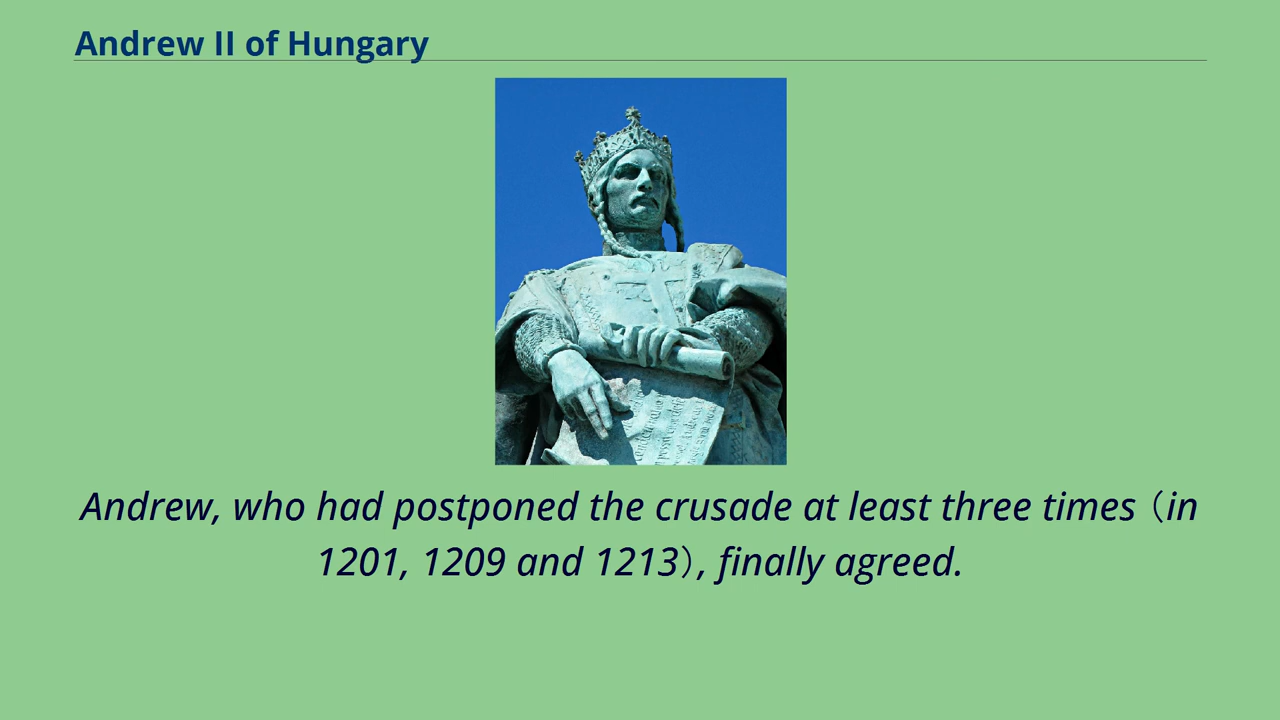 Andrew II of Hungary
Andrew, who had postponed the crusade at least three times（in
1201, 1209 and 1213）, finally agreed.